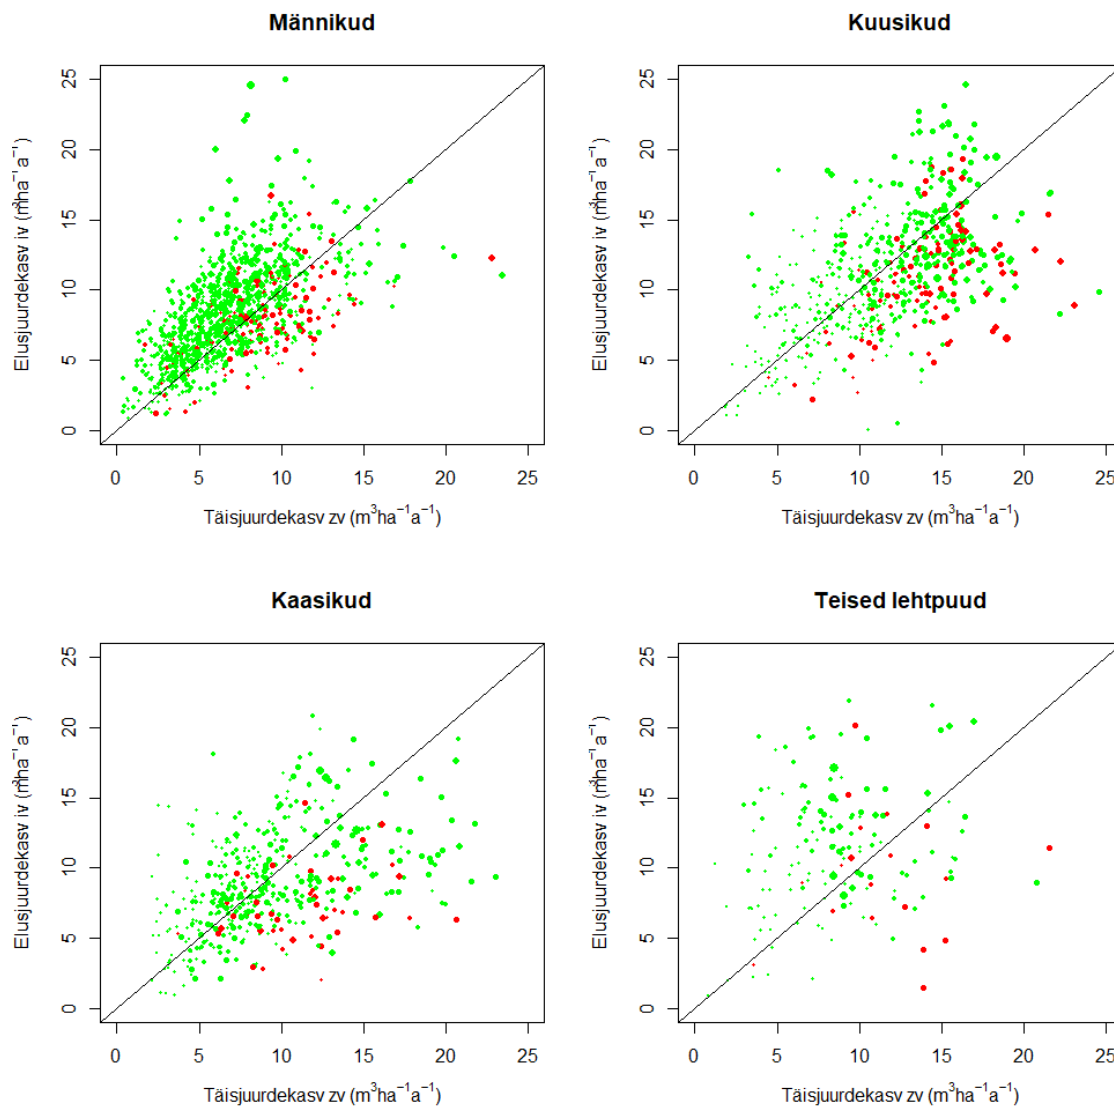 Männikud
Elusjuurdekasv iv (m³ha⁻¹a⁻¹)
0 5 10 15 20 25
0 5 10 15 20 25
Täisjuurdekasv zv (m³ha⁻¹a⁻¹)
Kuusikud
Elusjuurdekasv iv (m³ha⁻¹a⁻¹)
0 5 10 15 20 25
0 5 10 15 20 25
Täisjuurdekasv zv (m³ha⁻¹a⁻¹)
Kaasikud
Elusjuurdekasv iv (m³ha⁻¹a⁻¹)
0 5 10 15 20 25
0 5 10 15 20 25
Täisjuurdekasv zv (m³ha⁻¹a⁻¹)
Teised lehtpuud
Elusjuurdekasv iv (m³ha⁻¹a⁻¹)
0 5 10 15 20 25
0 5 10 15 20 25
Täisjuurdekasv zv (m³ha⁻¹a⁻¹)